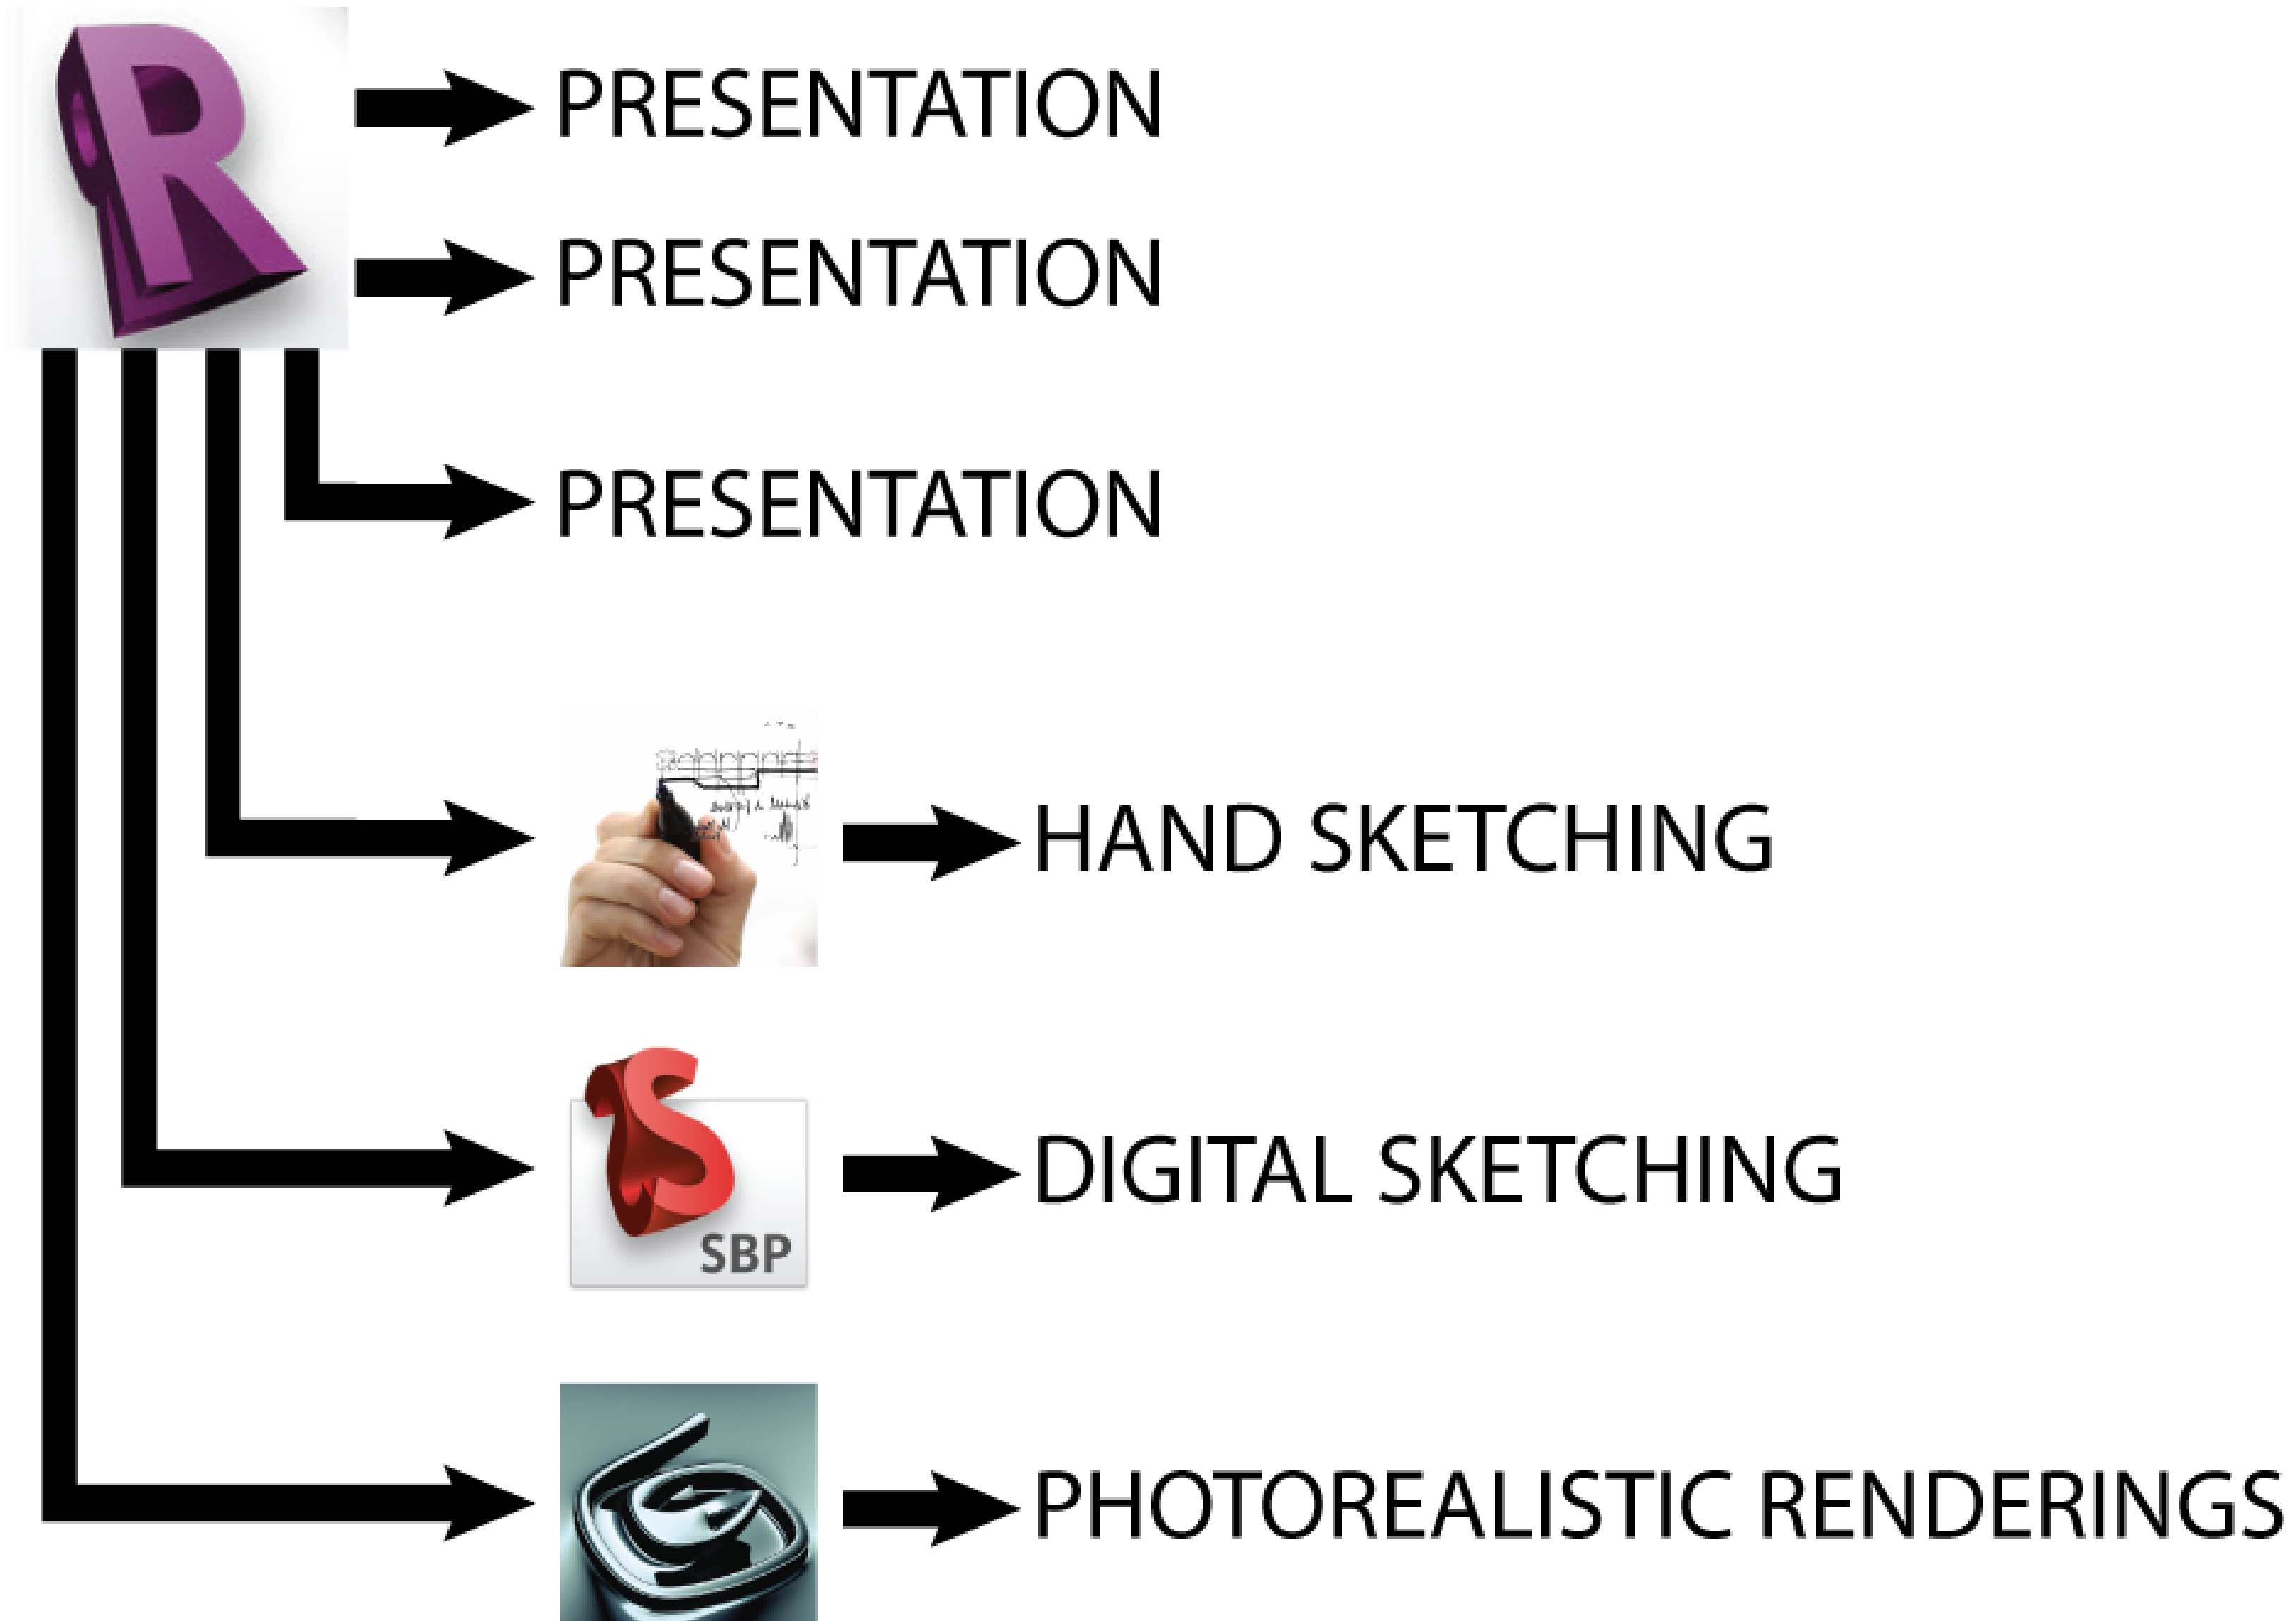 R
PRESENTATION
PRESENTATION
PRESENTATION
HAND SKETCHING
S
SBP
DIGITAL SKETCHING
PHOTOREALISTIC RENDERINGS